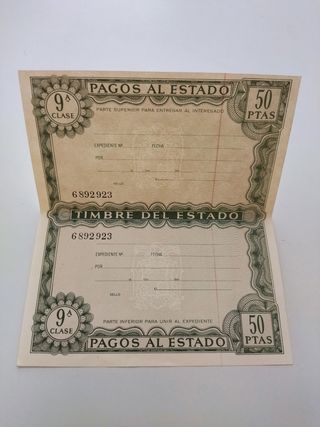 9ª CLASE
PAGOS AL ESTADO
50 PTAS
PARTE SUPERIOR PARA ENTREGAR AL INTERESADO
EXPEDIENTE Nº FECHA
POR
SELLO
6892923
TIMBRE DEL ESTADO
6892923
EXPEDIENTE Nº FECHA
POR
SELLO
9ª CLASE
PARTE INFERIOR PARA UNIR AL EXPEDIENTE
PAGOS AL ESTADO
50 PTAS